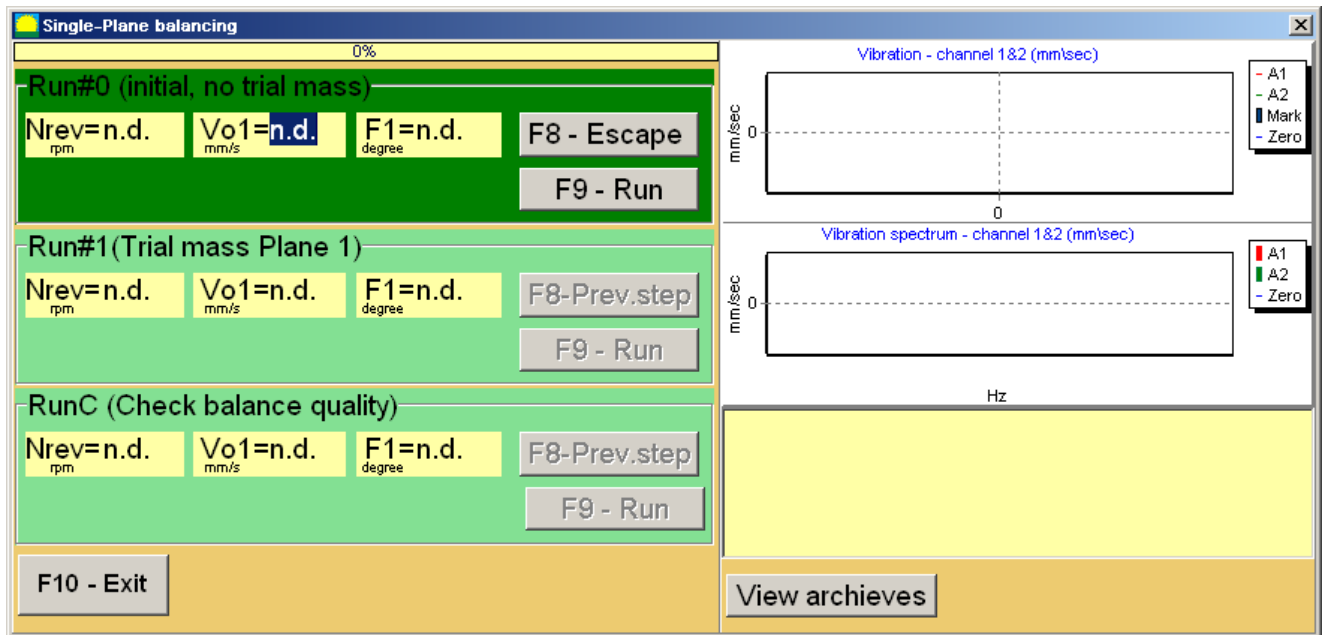 Single-Plane balancing
0%
Run#0 (initial, no trial mass)
Nrev=n.d. Vo1=n.d. F1=n.d. F8 - Escape
rpm mm/s degree
F9 - Run
Run#1(Trial mass Plane 1)
Nrev=n.d. Vo1=n.d. F1=n.d. F8-Prev.step
rpm mm/s degree
F9 - Run
RunC (Check balance quality)
Nrev=n.d. Vo1=n.d. F1=n.d. F8-Prev.step
rpm mm/s degree
F9 - Run
F10 - Exit
Vibration - channel 1&2 (mm\sec)
mm/sec
0
0
A1
A2
Mark
Zero
Vibration spectrum - channel 1&2 (mm\sec)
mm/sec
0
Hz
A1
A2
Zero
View archieves